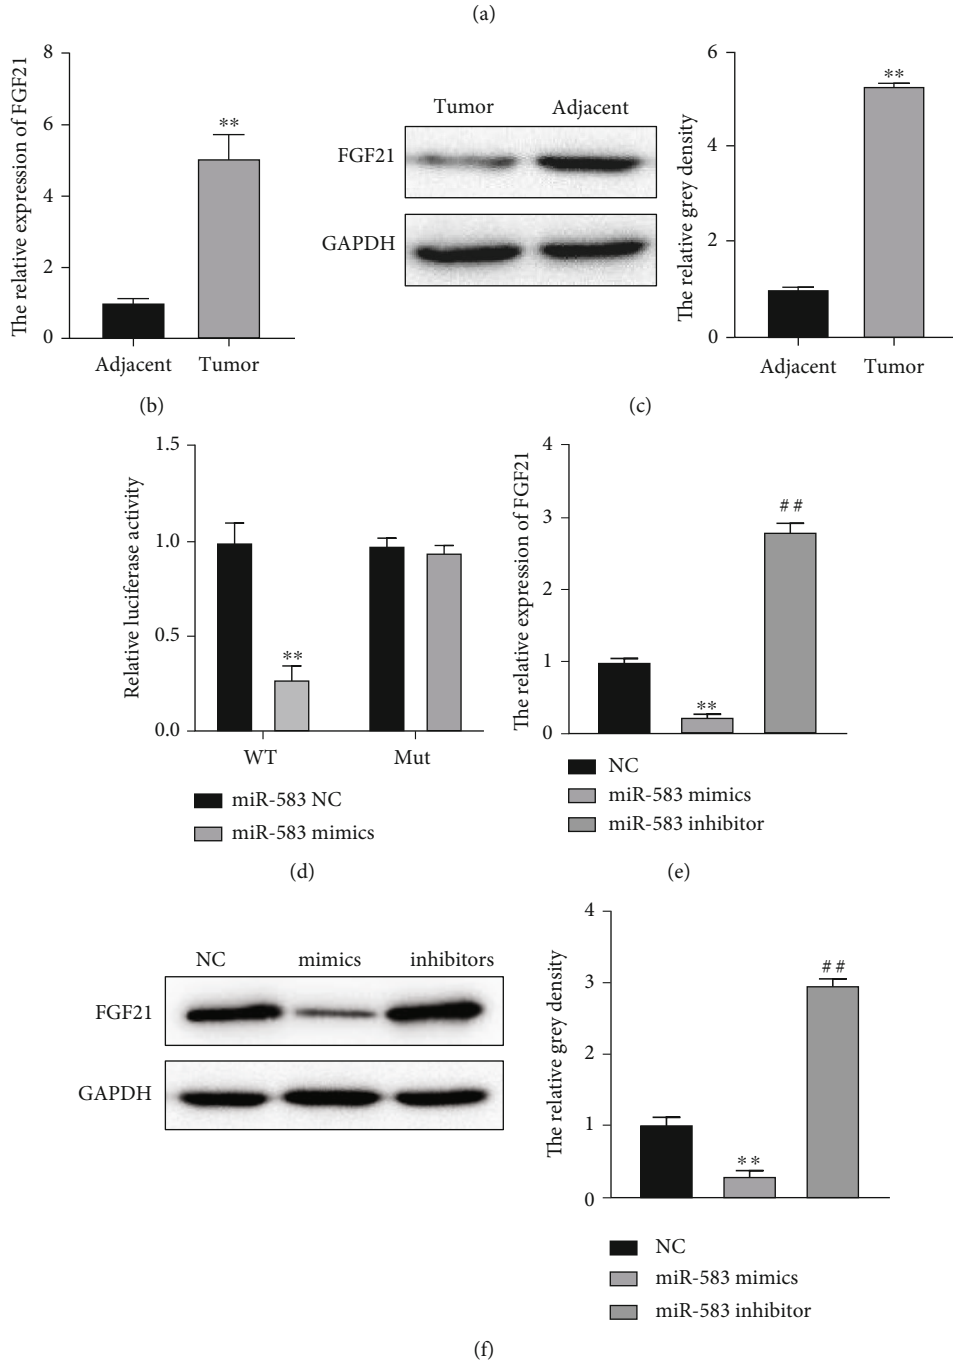 (a)
The relative expression of FGF21
8
6
4
2
0
**
Adjacent Tumor
(b)
Tumor Adjacent
FGF21
GAPDH
The relative grey density
6
4
2
0
**
Adjacent Tumor
(c)
Relative luciferase activity
1.5
1.0
0.5
0.0
**
WT Mut
miR-583 NC
miR-583 mimics
(d)
The relative expression of FGF21
4
3
2
1
0
**
##
NC
miR-583 mimics
miR-583 inhibitor
(e)
NC mimics inhibitors
FGF21
GAPDH
The relative grey density
4
3
2
1
0
**
##
NC
miR-583 mimics
miR-583 inhibitor
(f)